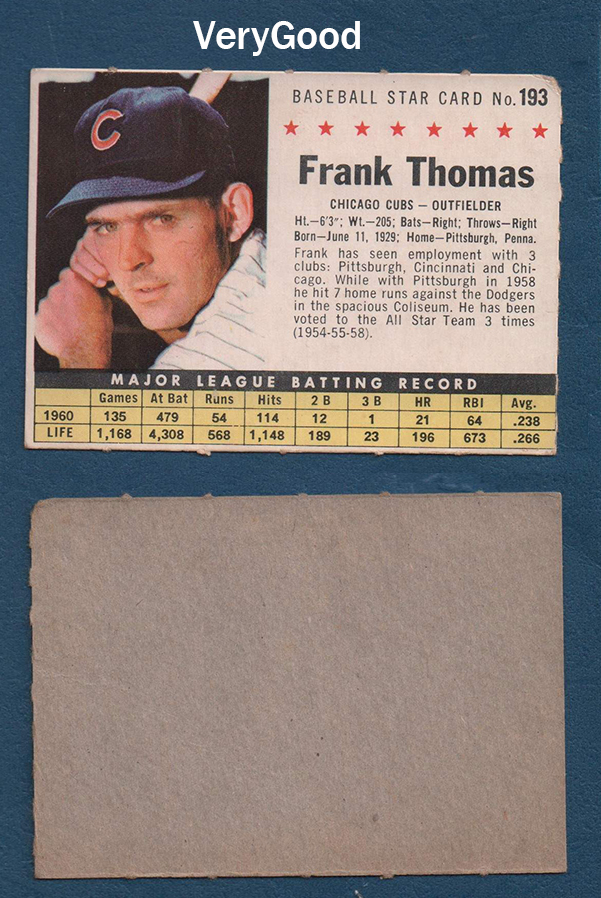 VeryGood
BASEBALL STAR CARD No. 193
★ ★ ★ ★ ★ ★ ★ ★
Frank Thomas
CHICAGO CUBS — OUTFIELDER
Ht.—6'3"; Wt.—205; Bats—Right; Throws—Right
Born—June 11, 1929; Home—Pittsburgh, Penna.
Frank has seen employment with 3
clubs: Pittsburgh, Cincinnati and Chi-
cago. While with Pittsburgh in 1958
he hit 7 home runs against the Dodgers
in the spacious Coliseum. He has been
voted to the All Star Team 3 times
(1954-55-58).
C
MAJOR LEAGUE BATTING RECORD
Games At Bat Runs Hits 2 B 3 B HR RBI Avg.
1960 135 479 54 114 12 1 21 64 .238
LIFE 1,168 4,308 568 1,148 189 23 196 673 .266